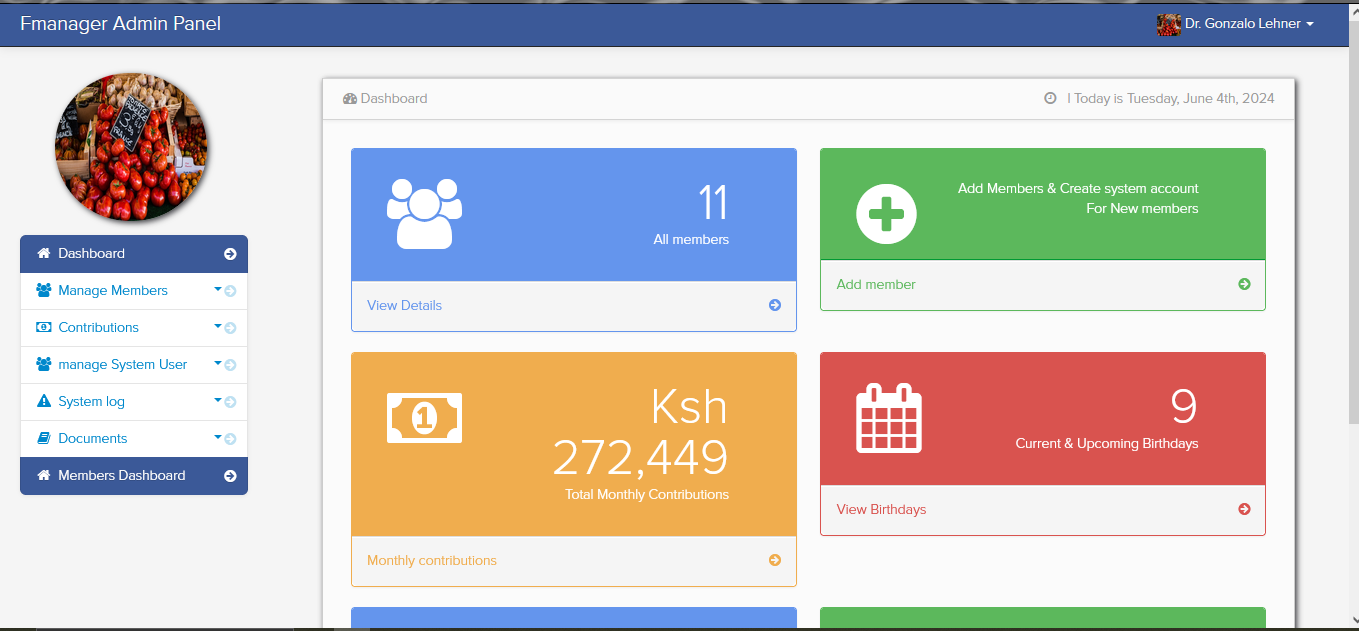 Fmanager Admin Panel
Dr. Gonzalo Lehner
Dashboard
Manage Members
Contributions
manage System User
System log
Documents
Members Dashboard
Dashboard
| Today is Tuesday, June 4th, 2024
11
All members
View Details
Add Members & Create system account
For New members
Add member
1
Ksh
272,449
Total Monthly Contributions
Monthly contributions
9
Current & Upcoming Birthdays
View Birthdays